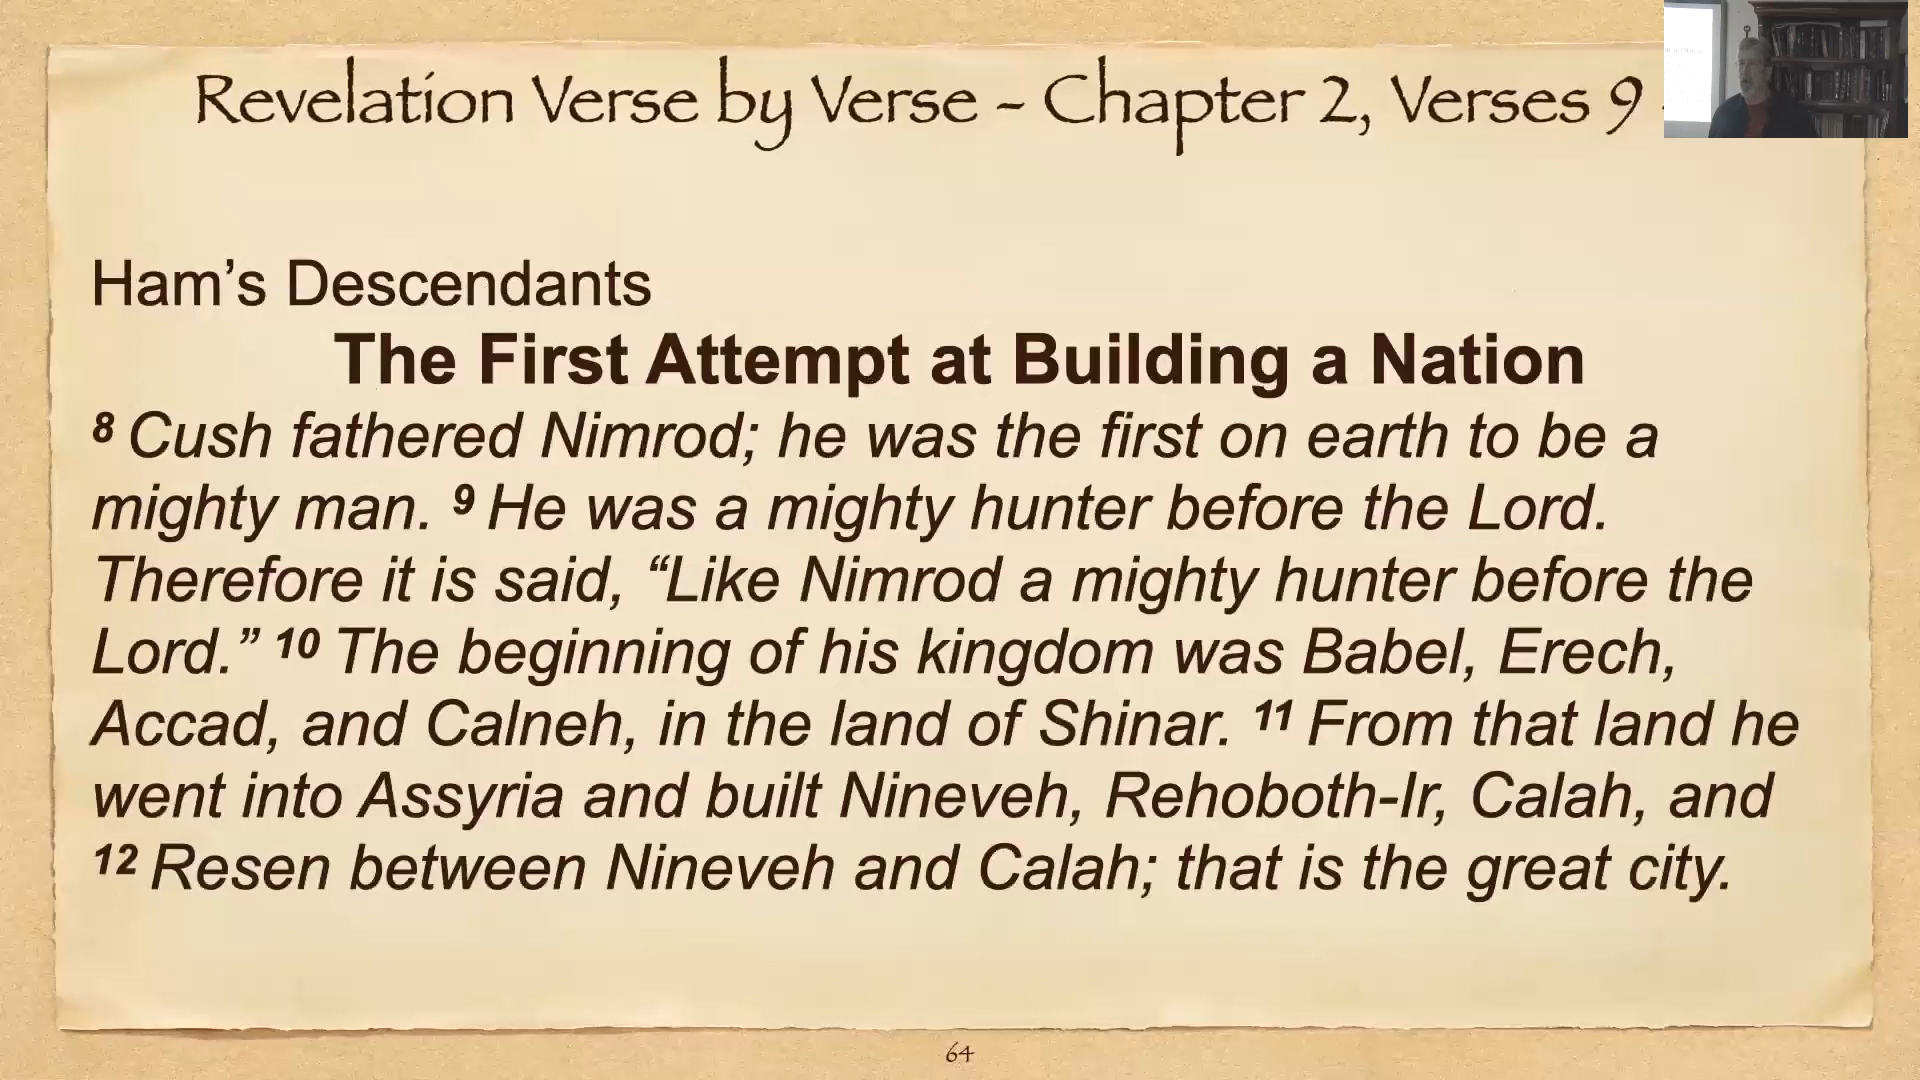 Revelation Verse by Verse - Chapter 2, Verses 9
Ham’s Descendants
The First Attempt at Building a Nation
8 Cush fathered Nimrod; he was the first on earth to be a
mighty man. 9 He was a mighty hunter before the Lord.
Therefore it is said, “Like Nimrod a mighty hunter before the
Lord.” 10 The beginning of his kingdom was Babel, Erech,
Accad, and Calneh, in the land of Shinar. 11 From that land he
went into Assyria and built Nineveh, Rehoboth-Ir, Calah, and
12 Resen between Nineveh and Calah; that is the great city.
64